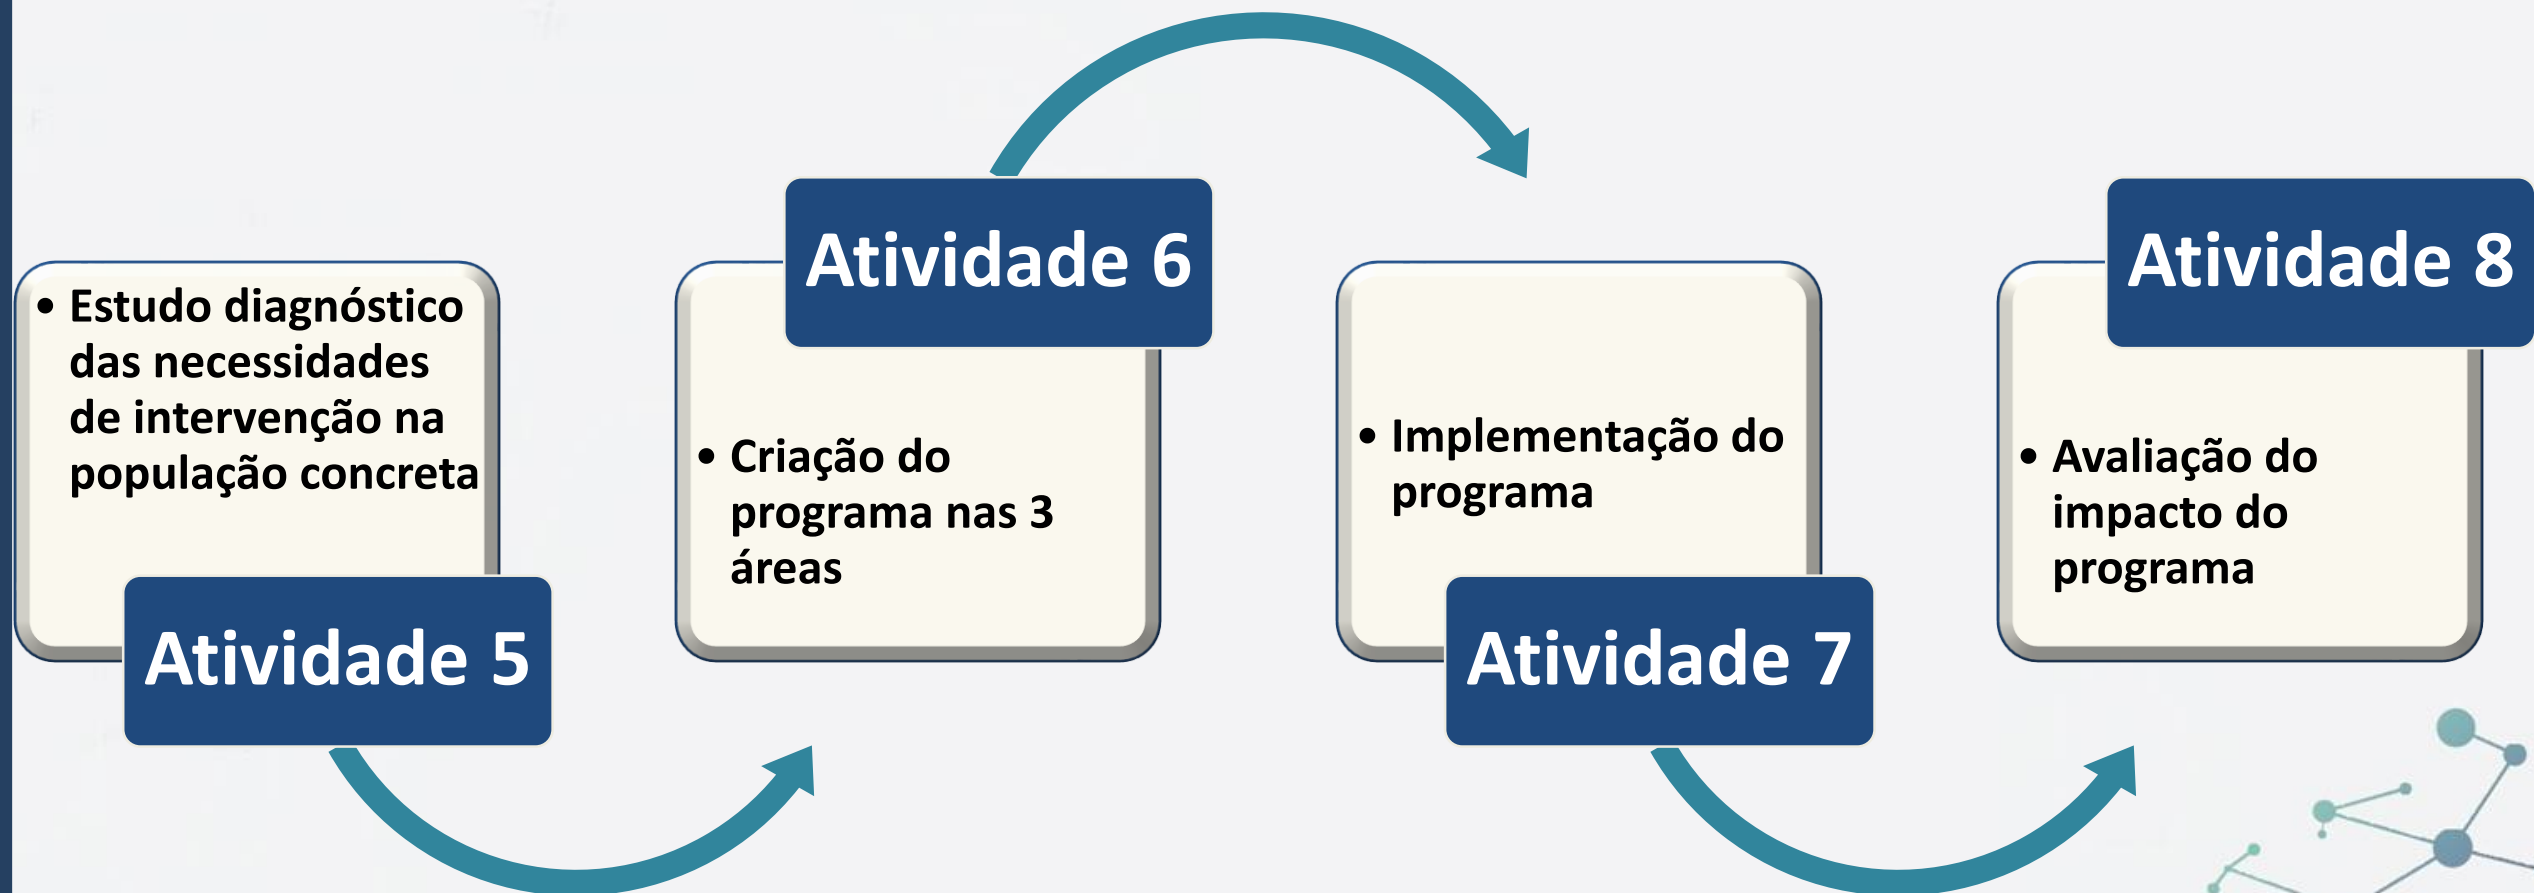 • Estudo diagnóstico
das necessidades
de intervenção na
população concreta
Atividade 5
Atividade 6
• Criação do
programa nas 3
áreas
• Implementação do
programa
Atividade 7
Atividade 8
• Avaliação do
impacto do
programa